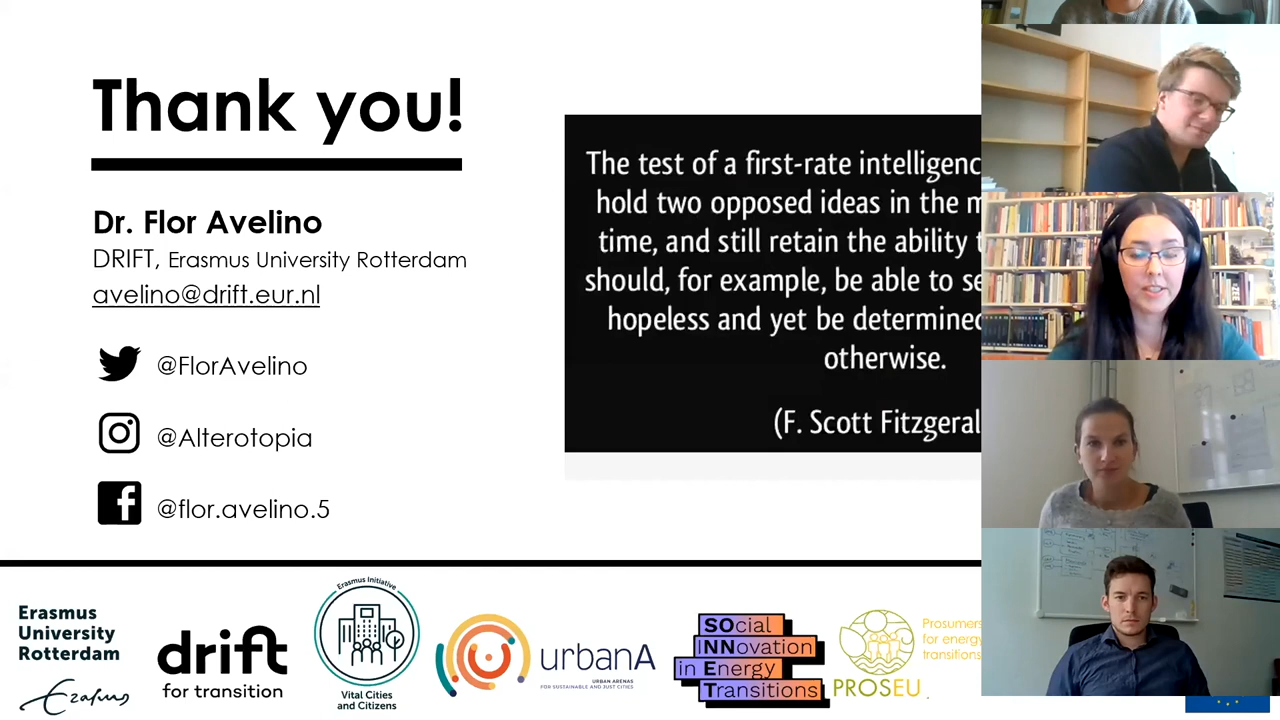 Thank you!
Dr. Flor Avelino
DRIFT, Erasmus University Rotterdam
avelino@drift.eur.nl
@FlorAvelino
@Alterotopia
@flor.avelino.5
The test of a first-rate intelligenc
hold two opposed ideas in the m
time, and still retain the ability t
should, for example, be able to se
hopeless and yet be determined
otherwise.
(F. Scott Fitzgeral
Erasmus
University
Rotterdam
Erasmus
drift
for transition
Erasmus Initiative
Vital Cities
and Citizens
urbanA
URBAN ARENAS
FOR SUSTAINABLE AND JUST CITIES
SOcial
INNovation
in Energy
Transitions
PROSEU
Prosumers
for energy
transitions